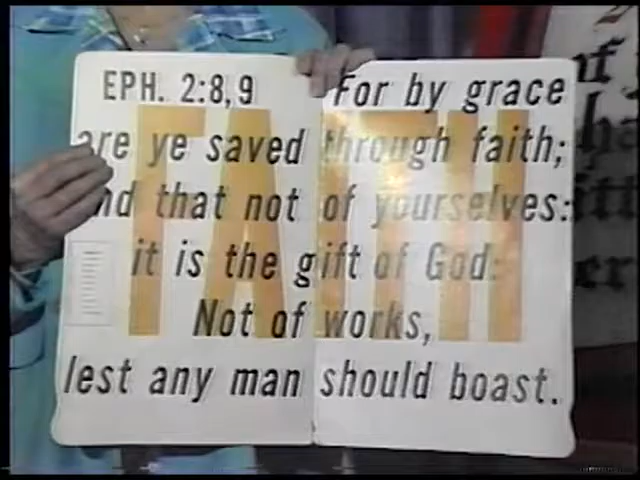 EPH. 2:8,9 For by grace
are ye saved through faith;
and that not of yourselves:
it is the gift of God:
Not of works,
lest any man should boast.
FAITH